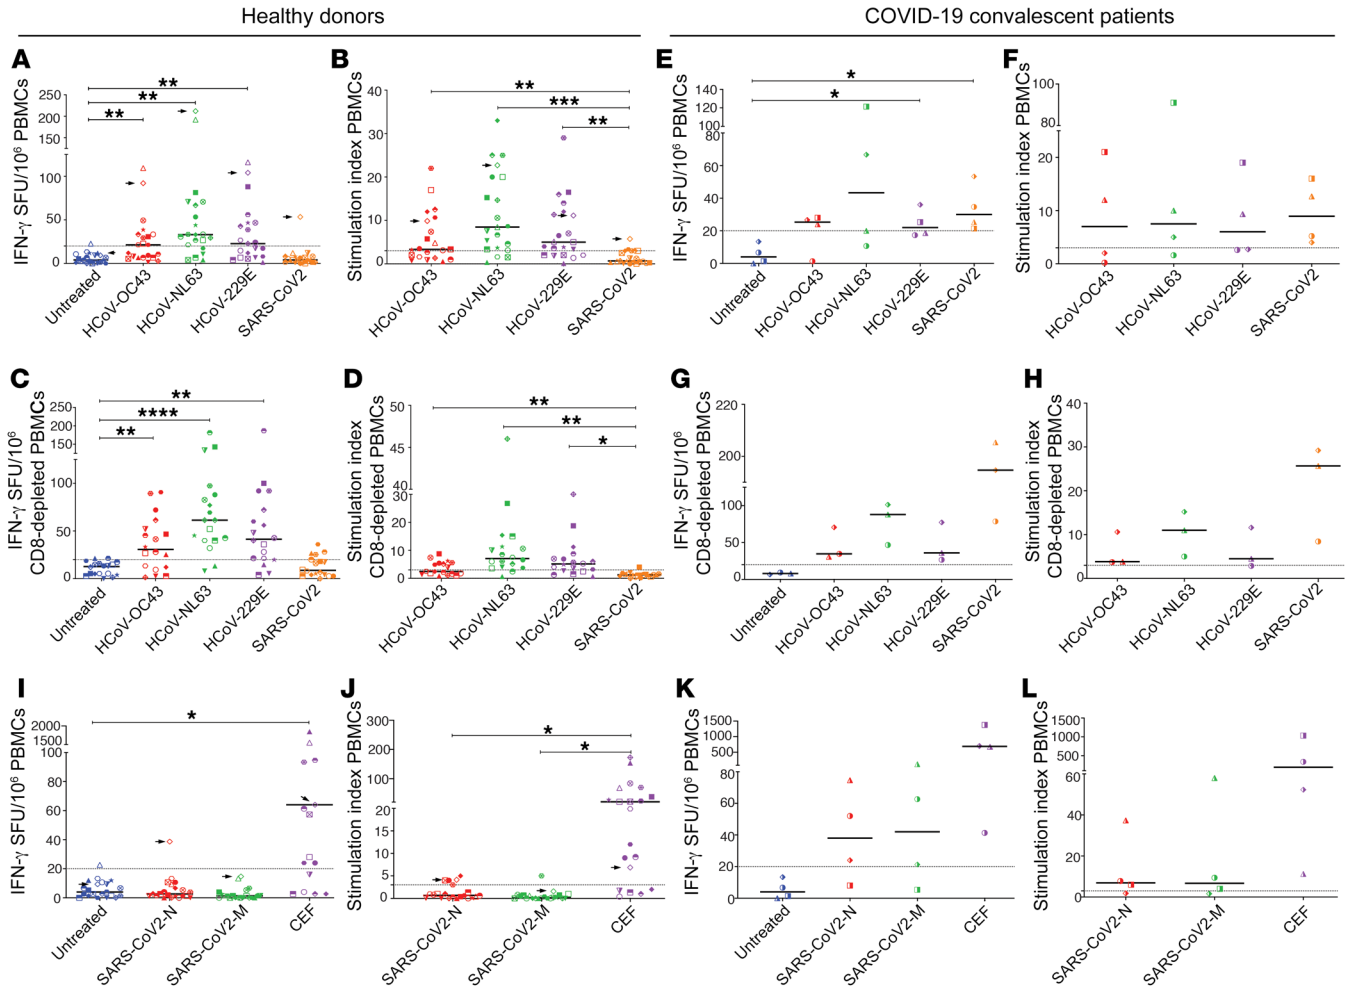 Healthy donors
COVID-19 convalescent patients
A
IFN-γ SFU/10⁶ PBMCs
250
200
150
100
50
0
**
**
**
Untreated
HCoV-OC43
HCoV-NL63
HCoV-229E
SARS-CoV2
B
Stimulation index PBMCs
40
30
20
10
0
**
***
**
HCoV-OC43
HCoV-NL63
HCoV-229E
SARS-CoV2
E
IFN-γ SFU/10⁶ PBMCs
140
120
100
80
60
40
20
0
*
*
Untreated
HCoV-OC43
HCoV-NL63
HCoV-229E
SARS-CoV2
F
Stimulation index PBMCs
100
80
20
10
0
HCoV-OC43
HCoV-NL63
HCoV-229E
SARS-CoV2
C
IFN-γ SFU/10⁶
CD8-depleted PBMCs
250
200
150
100
50
0
**
****
**
Untreated
HCoV-OC43
HCoV-NL63
HCoV-229E
SARS-CoV2
D
Stimulation index
CD8-depleted PBMCs
50
45
40
30
20
10
0
**
**
*
HCoV-OC43
HCoV-NL63
HCoV-229E
SARS-CoV2
G
IFN-γ SFU/10⁶
CD8-depleted PBMCs
220
200
100
50
0
Untreated
HCoV-OC43
HCoV-NL63
HCoV-229E
SARS-CoV2
H
Stimulation index
CD8-depleted PBMCs
40
30
20
10
0
HCoV-OC43
HCoV-NL63
HCoV-229E
SARS-CoV2
I
IFN-γ SFU/10⁶ PBMCs
2000
1500
100
80
60
40
20
0
*
Untreated
SARS-CoV2-N
SARS-CoV2-M
CEF
J
Stimulation index PBMCs
300
200
100
20
15
10
5
0
*
*
SARS-CoV2-N
SARS-CoV2-M
CEF
K
IFN-γ SFU/10⁶ PBMCs
1500
1000
500
80
60
40
20
0
Untreated
SARS-CoV2-N
SARS-CoV2-M
CEF
L
Stimulation index PBMCs
1500
1000
500
60
40
20
0
SARS-CoV2-N
SARS-CoV2-M
CEF